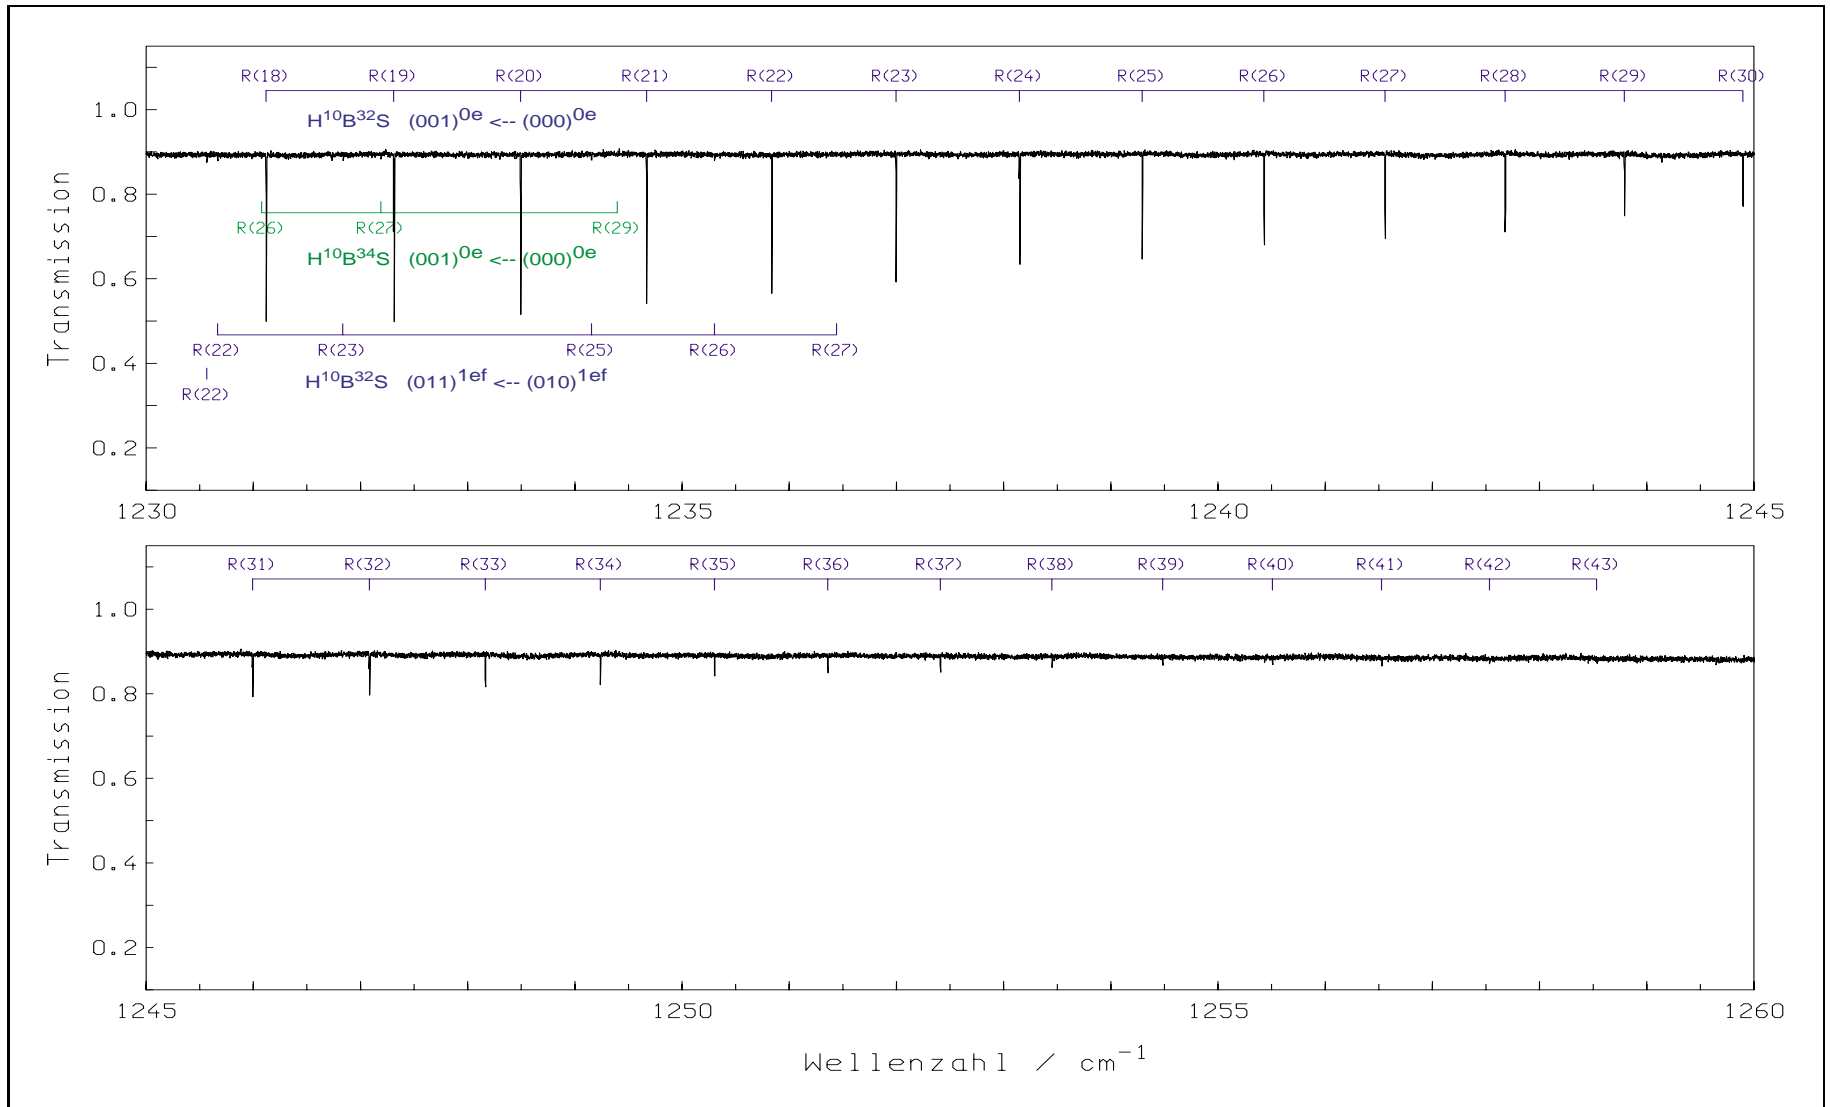 R(18) R(19) R(20) R(21) R(22) R(23) R(24) R(25) R(26) R(27) R(28) R(29) R(30)
H¹⁰B³²S (001)⁰ᵉ <-- (000)⁰ᵉ
R(26) R(27) R(29)
H¹⁰B³⁴S (001)⁰ᵉ <-- (000)⁰ᵉ
R(22) R(23) R(25) R(26) R(27)
R(22)
H¹⁰B³²S (011)¹ᵉᶠ <-- (010)¹ᵉᶠ
Transmission
1.0
0.8
0.6
0.4
0.2
1230 1235 1240 1245
R(31) R(32) R(33) R(34) R(35) R(36) R(37) R(38) R(39) R(40) R(41) R(42) R(43)
Transmission
1.0
0.8
0.6
0.4
0.2
1245 1250 1255 1260
Wellenzahl / cm⁻¹